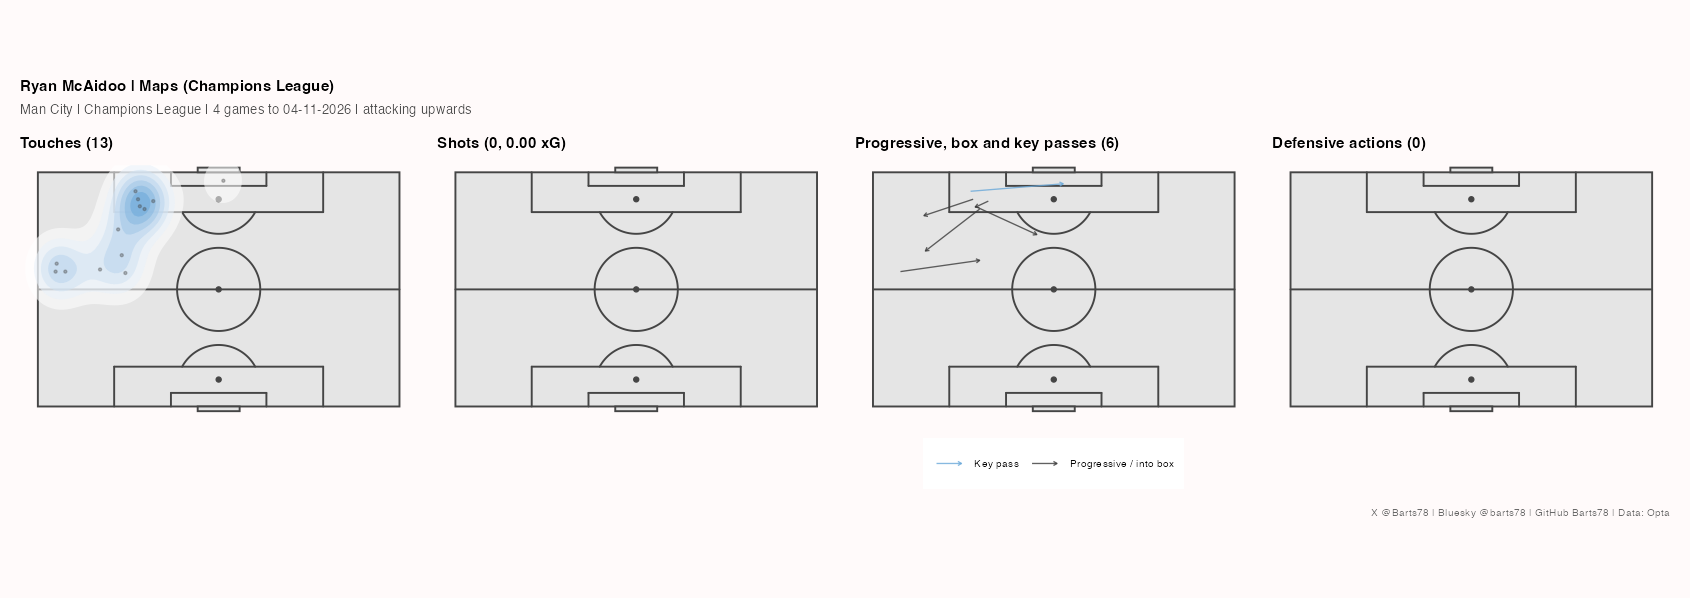 Ryan McAidoo | Maps (Champions League)
Man City | Champions League | 4 games to 04-11-2026 | attacking upwards
Touches (13)
Shots (0, 0.00 xG)
Progressive, box and key passes (6)
Defensive actions (0)
Key pass
Progressive / into box
X @Barts78 | Bluesky @barts78 | GitHub Barts78 | Data: Opta